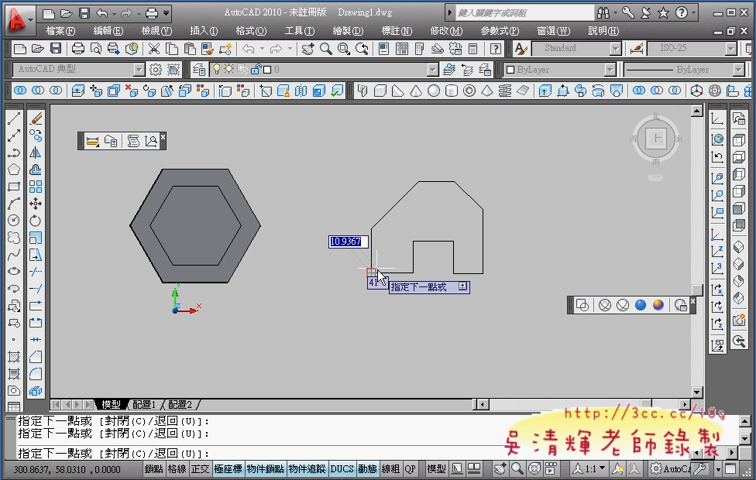 AutoCAD 2010 - 未註冊版 Drawing1.dwg
鍵入關鍵字或詞組
檔案(F) 編輯(E) 檢視(V) 插入(I) 格式(O) 工具(T) 繪製(D) 標註(N) 修改(M) 參數式(P) 視窗(W) 說明(H)
Standard
ISO-25
AutoCAD 典型
0
ByLayer
ByLayer
上
10.9367
41
指定下一點或
X
Y
模型 配置1 配置2
指定下一點或 [封閉(C)/退回(U)]:
指定下一點或 [封閉(C)/退回(U)]:
指定下一點或 [封閉(C)/退回(U)]:
http://3cc.cc/10g
吳清輝老師錄製
300.8637, 58.0310, 0.0000
鎖點 格線 正交 極座標 物件鎖點 物件追蹤 DUCS 動態 線粗 QP 模型
1:1
AutoCA